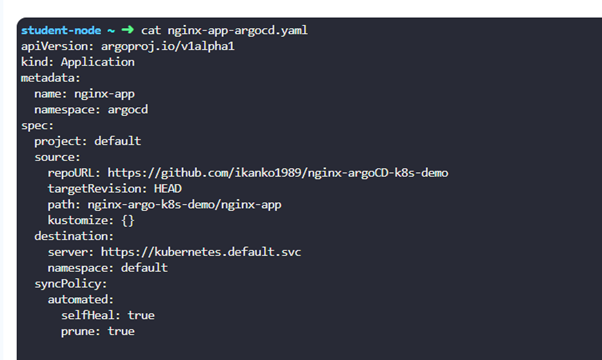 student-node ~ ➜ cat nginx-app-argocd.yaml
apiVersion: argoproj.io/v1alpha1
kind: Application
metadata:
  name: nginx-app
  namespace: argocd
spec:
  project: default
  source:
    repoURL: https://github.com/ikanko1989/nginx-argoCD-k8s-demo
    targetRevision: HEAD
    path: nginx-argo-k8s-demo/nginx-app
    kustomize: {}
  destination:
    server: https://kubernetes.default.svc
    namespace: default
  syncPolicy:
    automated:
      selfHeal: true
      prune: true